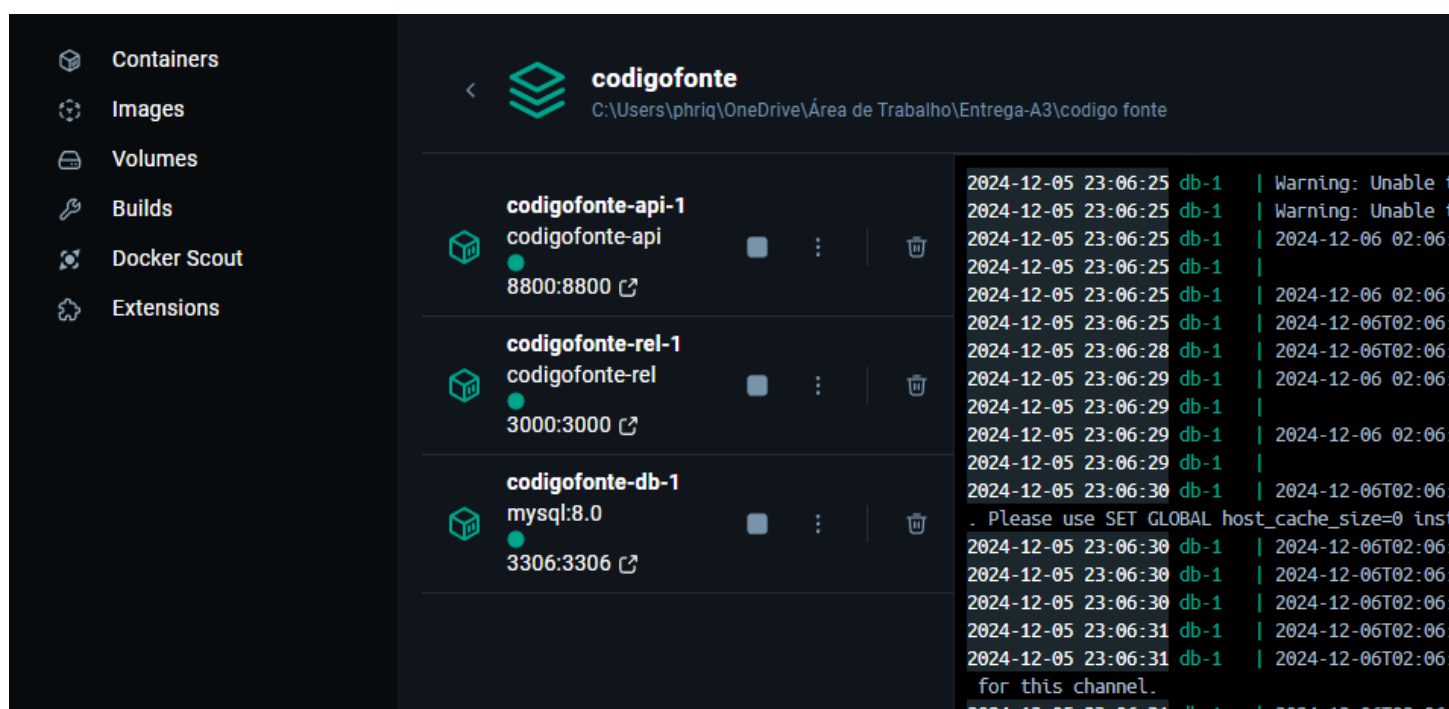 Containers
Images
Volumes
Builds
Docker Scout
Extensions
codigofonte
C:\Users\phriq\OneDrive\Área de Trabalho\Entrega-A3\codigo fonte
codigofonte-api-1
codigofonte-api
8800:8800
codigofonte-rel-1
codigofonte-rel
3000:3000
codigofonte-db-1
mysql:8.0
3306:3306
2024-12-05 23:06:25 db-1 | Warning: Unable
2024-12-05 23:06:25 db-1 | Warning: Unable
2024-12-05 23:06:25 db-1 | 2024-12-06 02:06
2024-12-05 23:06:25 db-1 |
2024-12-05 23:06:25 db-1 | 2024-12-06 02:06
2024-12-05 23:06:25 db-1 | 2024-12-06T02:06
2024-12-05 23:06:28 db-1 | 2024-12-06T02:06
2024-12-05 23:06:29 db-1 | 2024-12-06 02:06
2024-12-05 23:06:29 db-1 |
2024-12-05 23:06:29 db-1 | 2024-12-06 02:06
2024-12-05 23:06:29 db-1 |
2024-12-05 23:06:30 db-1 | 2024-12-06T02:06
. Please use SET GLOBAL host_cache_size=0 inst
2024-12-05 23:06:30 db-1 | 2024-12-06T02:06
2024-12-05 23:06:30 db-1 | 2024-12-06T02:06
2024-12-05 23:06:30 db-1 | 2024-12-06T02:06
2024-12-05 23:06:31 db-1 | 2024-12-06T02:06
2024-12-05 23:06:31 db-1 | 2024-12-06T02:06
for this channel.